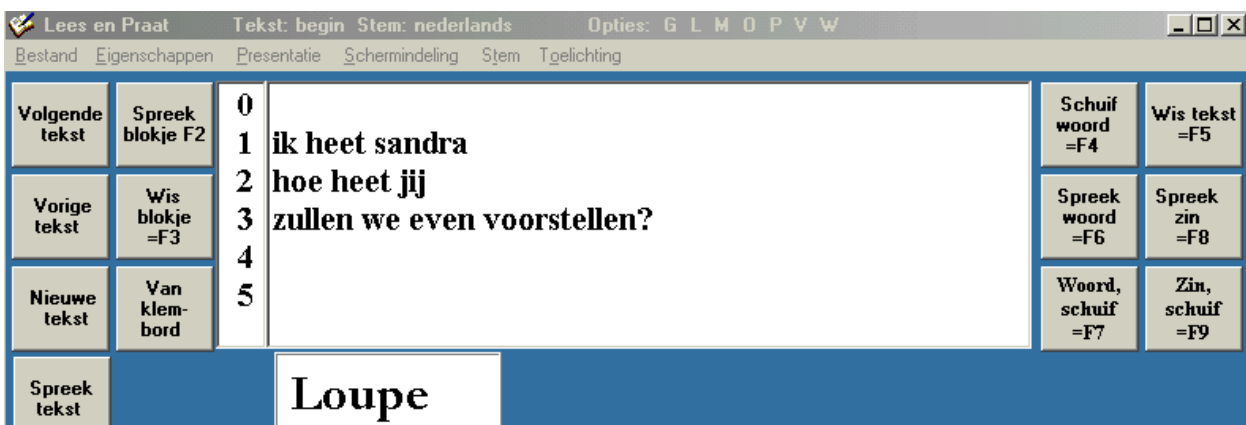 Lees en Praat Tekst: begin Stem: nederlands Opties: G L M O P V W
Bestand Eigenschappen Presentatie Schermindeling Stem Toelichting
Volgende
tekst
Spreek
blokje F2
Vorige
tekst
Wis
blokje
=F3
Nieuwe
tekst
Van
klem-
bord
Spreek
tekst
0
1 ik heet sandra
2 hoe heet jij
3 zullen we even voorstellen?
4
5
Loupe
Schuif
woord
=F4
Wis tekst
=F5
Spreek
woord
=F6
Spreek
zin
=F8
Woord,
schuif
=F7
Zin,
schuif
=F9